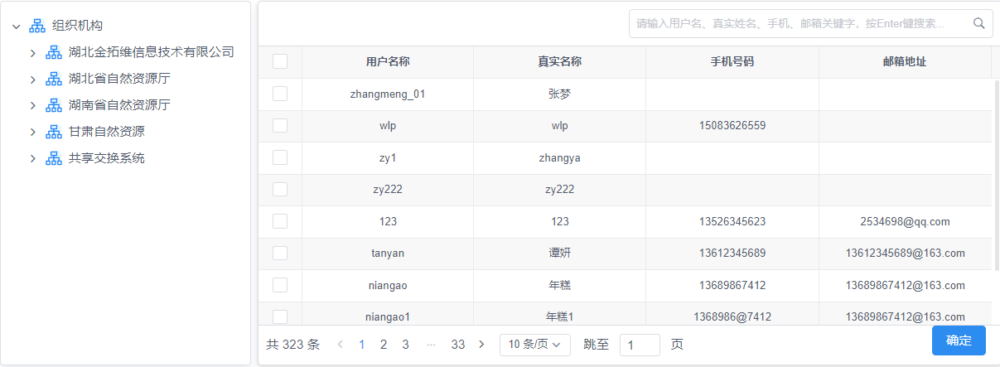 组织机构
湖北金拓维信息技术有限公司
湖北省自然资源厅
湖南省自然资源厅
甘肃自然资源
共享交换系统
请输入用户名、真实姓名、手机、邮箱关键字，按Enter键搜索...
用户名称 真实名称 手机号码 邮箱地址
zhangmeng_01 张梦
wlp wlp 15083626559
zy1 zhangya
zy222 zy222
123 123 13526345623 2534698@qq.com
tanyan 谭妍 13612345689 13612345689@163.com
niangao 年糕 13689867412 13689867412@163.com
niangao1 年糕1 1368986@7412 13689867412@163.com
共 323 条 1 2 3 ··· 33 10 条/页 跳至 1 页
确定